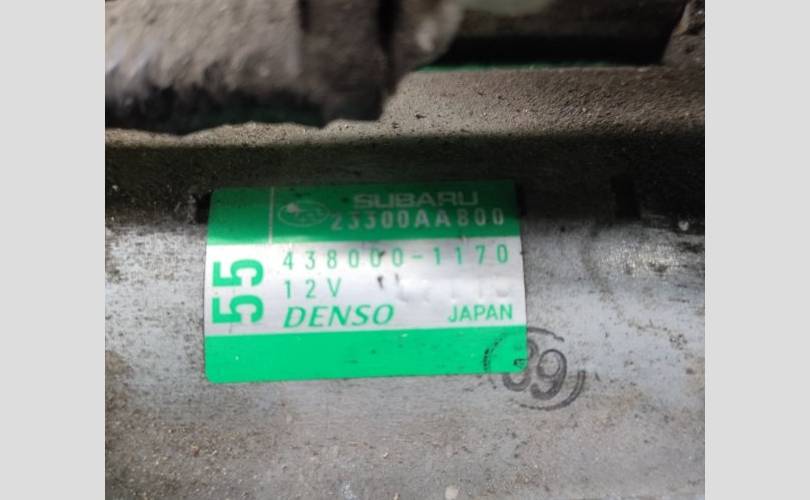 SUBARU
23300AA800
55
438000-1170
12V
DENSO JAPAN